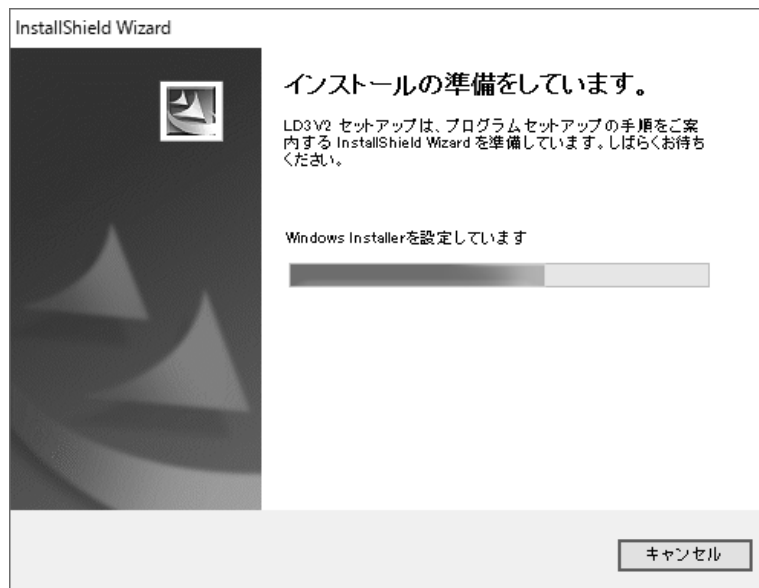 InstallShield Wizard
インストールの準備をしています。
LD3V2 セットアップは、プログラムセットアップの手順をご案
内する InstallShield Wizard を準備しています。しばらくお待ち
ください。
Windows Installerを設定しています
キャンセル